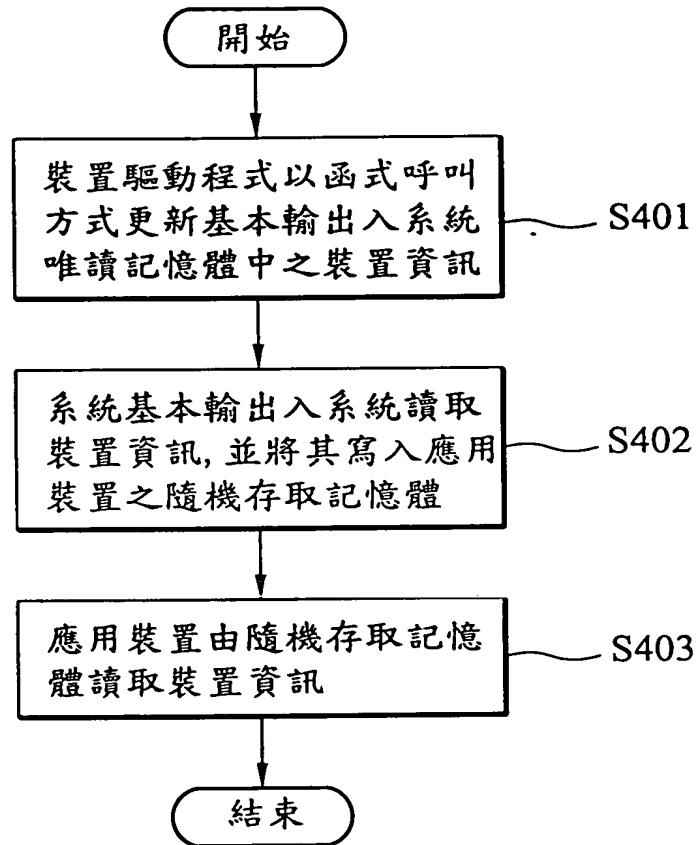 開始
裝置驅動程式以函式呼叫
方式更新基本輸出入系統
唯讀記憶體中之裝置資訊
S401
系統基本輸出入系統讀取
裝置資訊,並將其寫入應用
裝置之隨機存取記憶體
S402
應用裝置由隨機存取記憶
體讀取裝置資訊
S403
結束